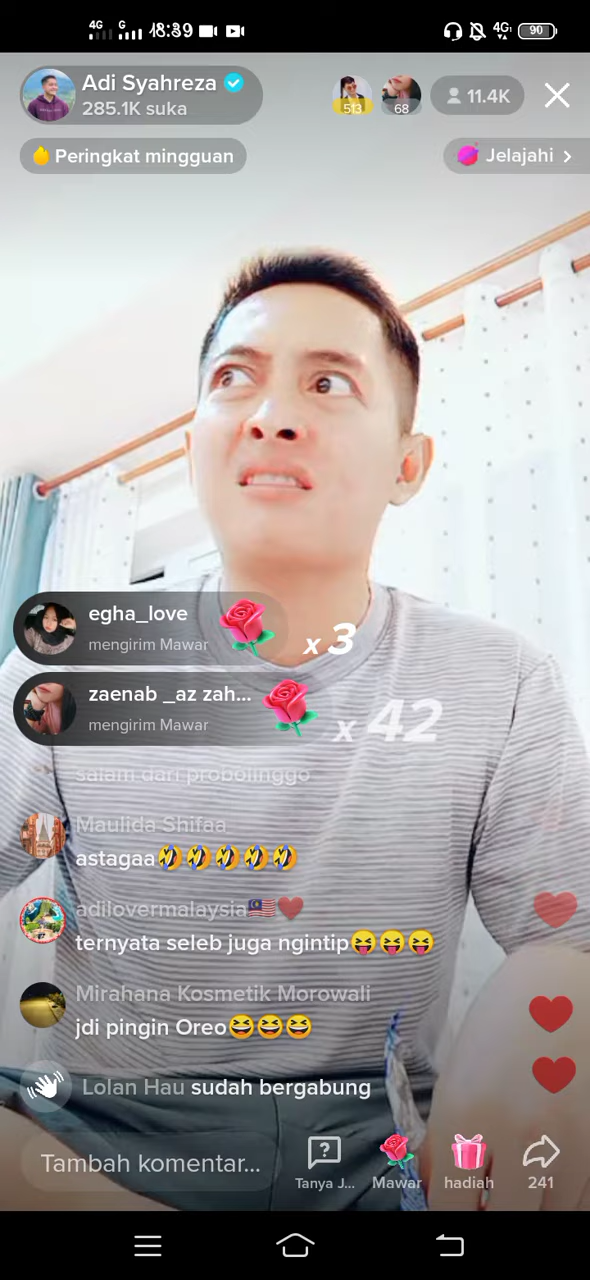 4G G 18:39 4G 90
Adi Syahreza
285.1K suka
513
68
11.4K
Peringkat mingguan
Jelajahi >
egha_love
mengirim Mawar
x 3
zaenab _az zah...
mengirim Mawar
x 42
salam dari probolinggo
Maulida Shifaa
astagaa🤣🤣🤣🤣🤣
adilovermalaysia🇲🇾❤️
ternyata seleb juga ngintip😝😝😝
Mirahana Kosmetik Morowali
jdi pingin Oreo😆😆😆
Lolan Hau sudah bergabung
Tambah komentar...
Tanya J...
Mawar
hadiah
241